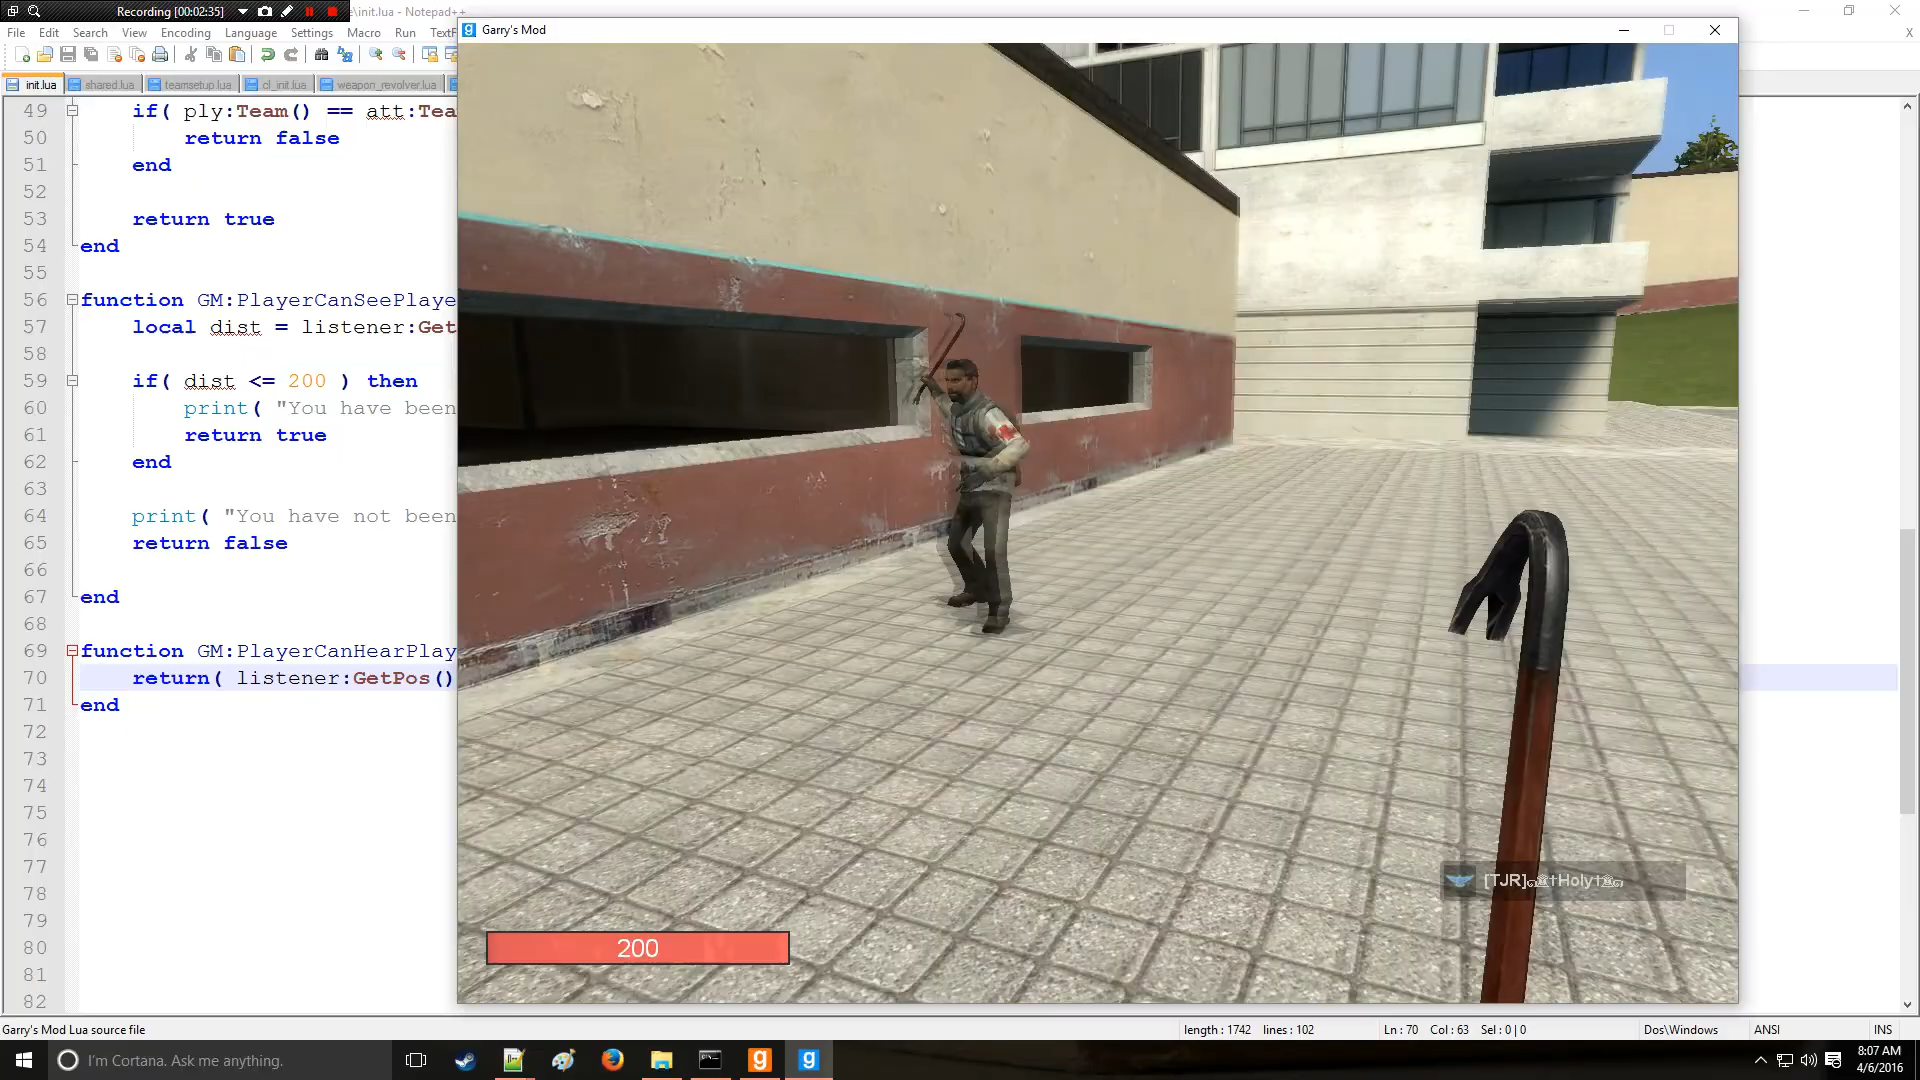 Recording [00:02:35]
e\init.lua - Notepad++
File Edit Search View Encoding Language Settings Macro Run TextF
X
init.lua shared.lua teamsetup.lua cl_init.lua weapon_revolver.lua
Garry's Mod
49 if( ply:Team() == att:Tea
50 return false
51 end
52
53 return true
54 end
55
56 function GM:PlayerCanSeePlaye
57 local dist = listener:Get
58
59 if( dist <= 200 ) then
60 print( "You have been
61 return true
62 end
63
64 print( "You have not been
65 return false
66
67 end
68
69 function GM:PlayerCanHearPlay
70 return( listener:GetPos()
71 end
72
73
74
75
76
77
78
79
80
81
82
200
Garry's Mod Lua source file
length : 1742 lines : 102
Ln : 70 Col : 63 Sel : 0 | 0
Dos\Windows
ANSI
INS
I'm Cortana. Ask me anything.
8:07 AM
4/6/2016